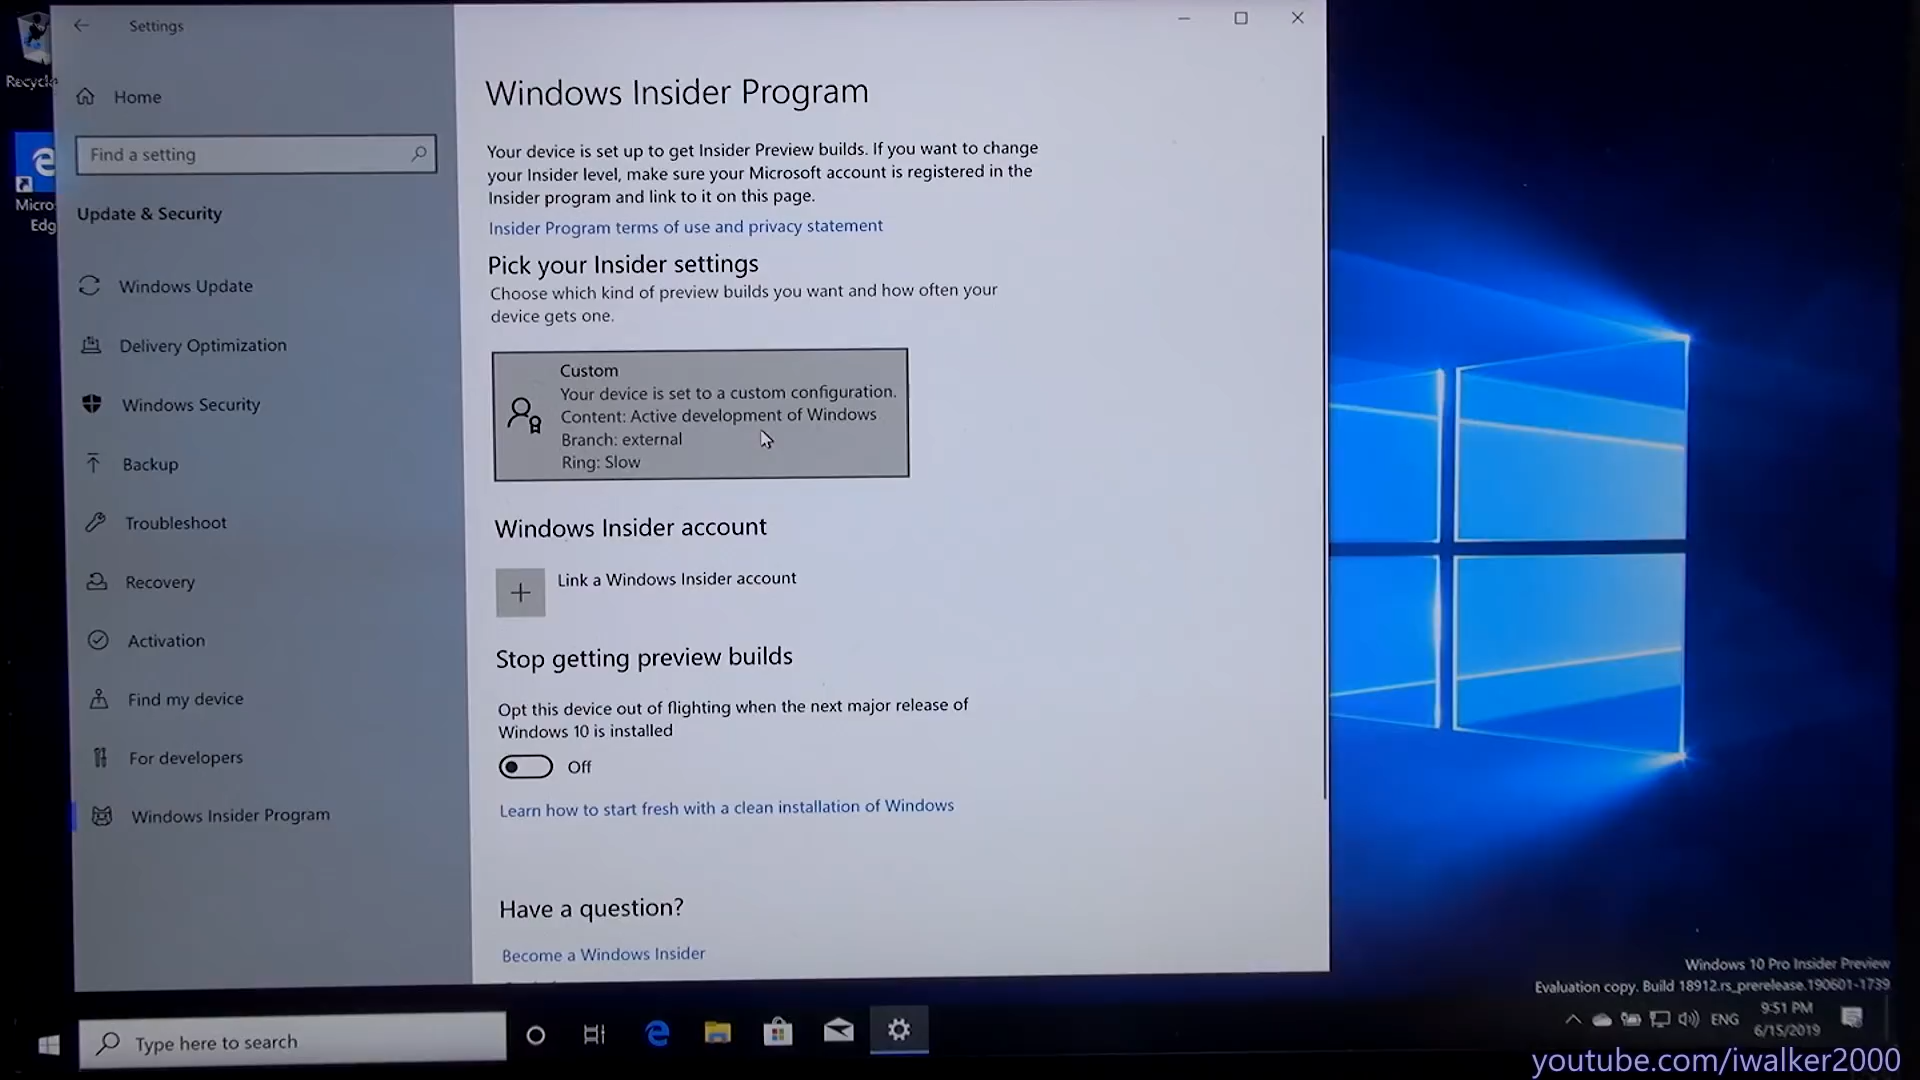 Settings
Home
Find a setting
Update & Security
Windows Update
Delivery Optimization
Windows Security
Backup
Troubleshoot
Recovery
Activation
Find my device
For developers
Windows Insider Program
Windows Insider Program
Your device is set up to get Insider Preview builds. If you want to change
your Insider level, make sure your Microsoft account is registered in the
Insider program and link to it on this page.
Insider Program terms of use and privacy statement
Pick your Insider settings
Choose which kind of preview builds you want and how often your
device gets one.
Custom
Your device is set to a custom configuration.
Content: Active development of Windows
Branch: external
Ring: Slow
Windows Insider account
Link a Windows Insider account
Stop getting preview builds
Opt this device out of flighting when the next major release of
Windows 10 is installed
Off
Learn how to start fresh with a clean installation of Windows
Have a question?
Become a Windows Insider
Recycle
Micro
Edg
Windows 10 Pro Insider Preview
Evaluation copy. Build 18912.rs_prerelease.190601-1739
Type here to search
ENG
9:51 PM
6/15/2019
youtube.com/iwalker2000